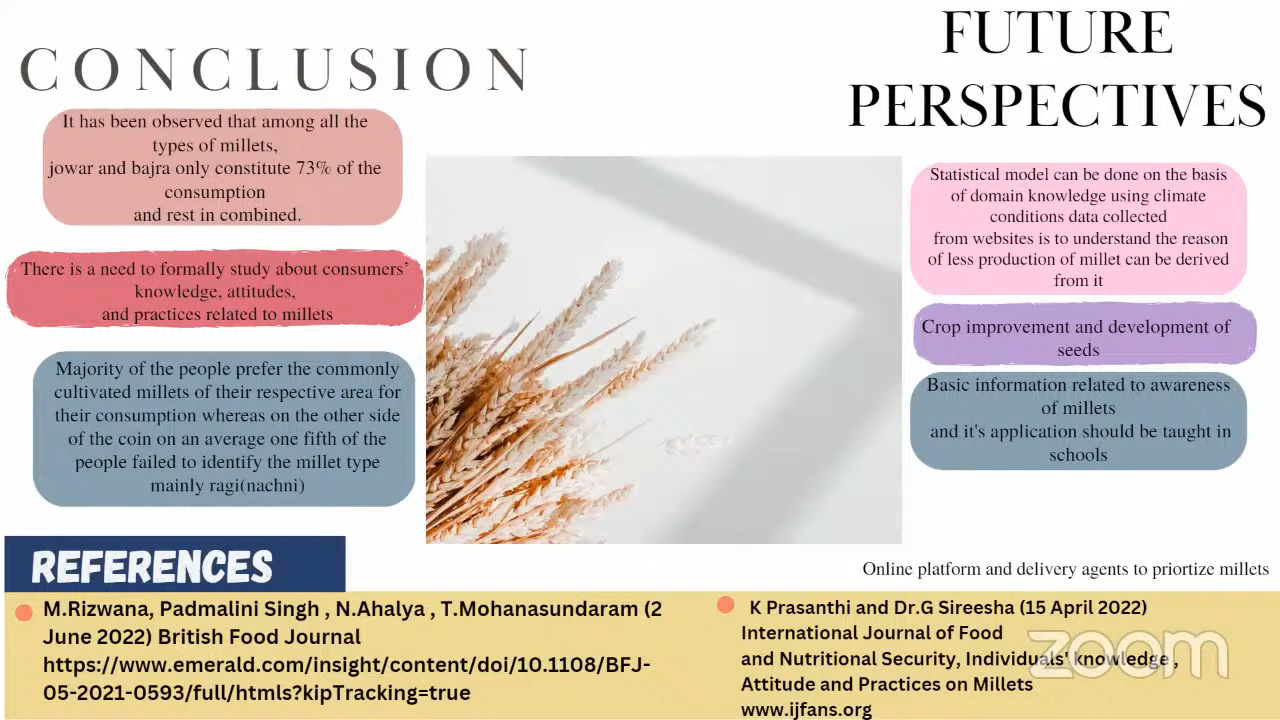 CONCLUSION
It has been observed that among all the
types of millets,
jowar and bajra only constitute 73% of the
consumption
and rest in combined.
There is a need to formally study about consumers'
knowledge, attitudes,
and practices related to millets
Majority of the people prefer the commonly
cultivated millets of their respective area for
their consumption whereas on the other side
of the coin on an average one fifth of the
people failed to identify the millet type
mainly ragi(nachni)
FUTURE
PERSPECTIVES
Statistical model can be done on the basis
of domain knowledge using climate
conditions data collected
from websites is to understand the reason
of less production of millet can be derived
from it
Crop improvement and development of
seeds
Basic information related to awareness
of millets
and it's application should be taught in
schools
Online platform and delivery agents to priortize millets
REFERENCES
M.Rizwana, Padmalini Singh , N.Ahalya , T.Mohanasundaram (2
June 2022) British Food Journal
https://www.emerald.com/insight/content/doi/10.1108/BFJ-
05-2021-0593/full/htmls?kipTracking=true
K Prasanthi and Dr.G Sireesha (15 April 2022)
International Journal of Food
and Nutritional Security, Individuals' knowledge ,
Attitude and Practices on Millets
www.ijfans.org
zoom